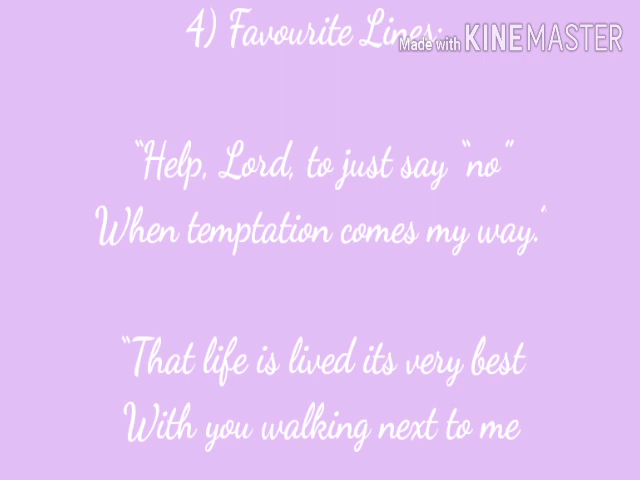 4) Favourite Lines:
Made with KINEMASTER
"Help, Lord, to just say "no"
When temptation comes my way.'
"That life is lived its very best
With you walking next to me